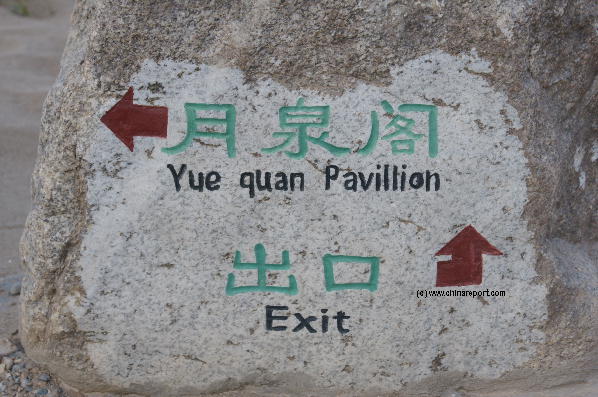 月泉阁
Yue quan Pavillion
出口
(c) www.chinareport.com
Exit